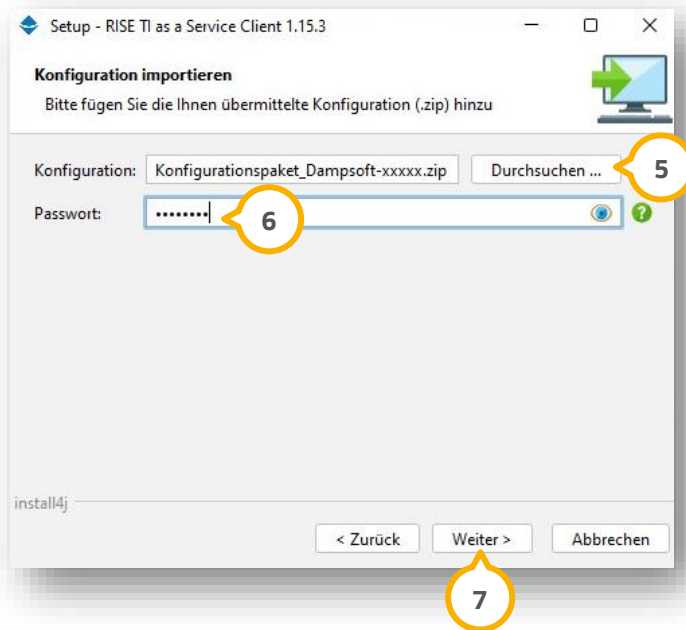 Setup - RISE TI as a Service Client 1.15.3
Konfiguration importieren
Bitte fügen Sie die Ihnen übermittelte Konfiguration (.zip) hinzu
Konfiguration: Konfigurationspaket_Dampsoft-xxxxx.zip Durchsuchen ... 5
Passwort: •••••••• 6 ?
install4j
< Zurück Weiter > Abbrechen
7